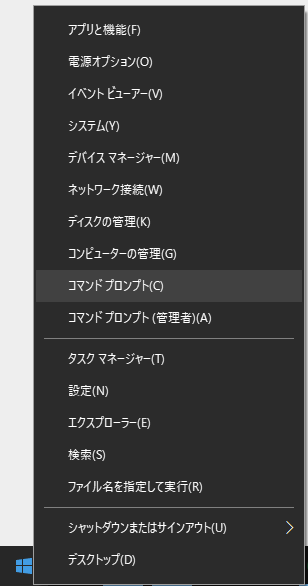 アプリと機能(F)
電源オプション(O)
イベント ビューアー(V)
システム(Y)
デバイス マネージャー(M)
ネットワーク接続(W)
ディスクの管理(K)
コンピューターの管理(G)
コマンド プロンプト(C)
コマンド プロンプト (管理者)(A)
タスク マネージャー(T)
設定(N)
エクスプローラー(E)
検索(S)
ファイル名を指定して実行(R)
シャットダウンまたはサインアウト(U)
デスクトップ(D)